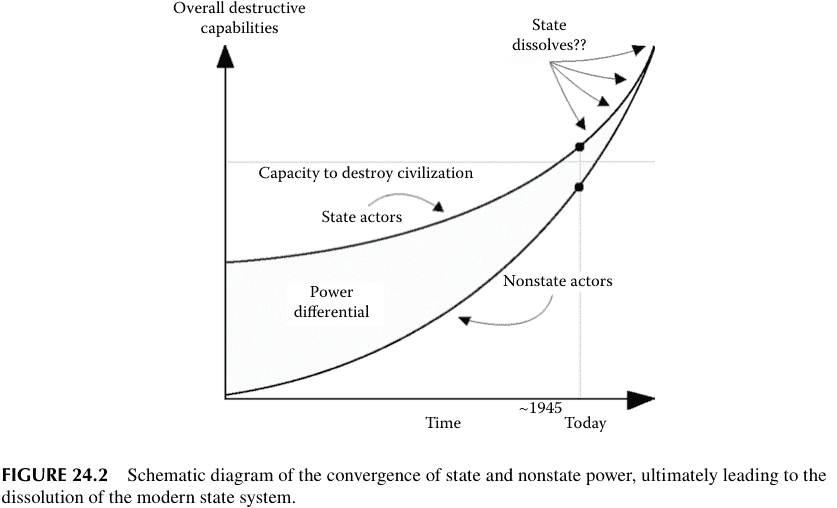 Overall destructive
capabilities
State
dissolves??
Capacity to destroy civilization
State actors
Nonstate actors
Power
differential
~1945
Time
Today
FIGURE 24.2 Schematic diagram of the convergence of state and nonstate power, ultimately leading to the
dissolution of the modern state system.